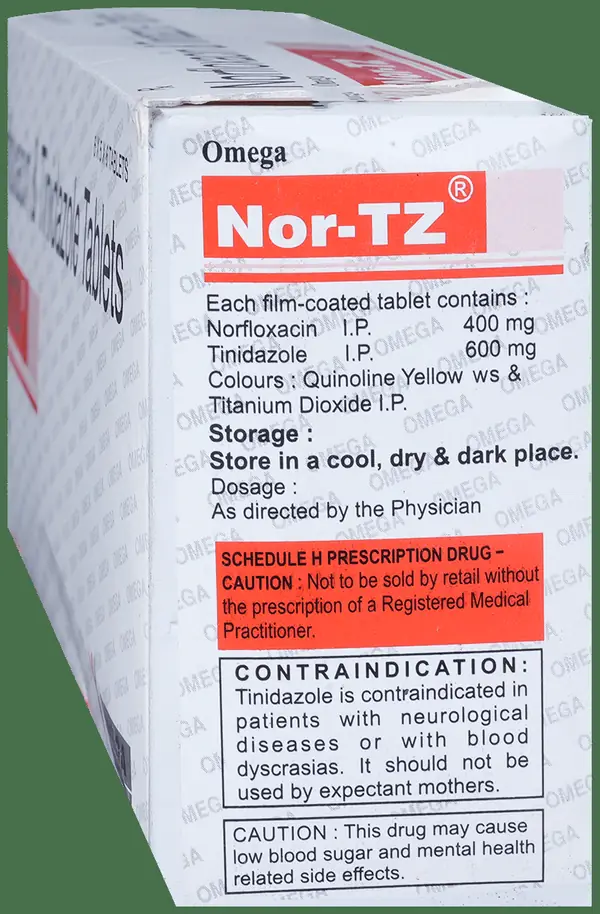 Omega
Nor-TZ®
Each film-coated tablet contains :
Norfloxacin I.P. 400 mg
Tinidazole I.P. 600 mg
Colours : Quinoline Yellow ws &
Titanium Dioxide I.P.
Storage :
Store in a cool, dry & dark place.
Dosage :
As directed by the Physician
SCHEDULE H PRESCRIPTION DRUG –
CAUTION : Not to be sold by retail without
the prescription of a Registered Medical
Practitioner.
CONTRAINDICATION:
Tinidazole is contraindicated in
patients with neurological
diseases or with blood
dyscrasias. It should not be
used by expectant mothers.
CAUTION : This drug may cause
low blood sugar and mental health
related side effects.
& Tinidazole Tablets
TABLETS
OMEGA